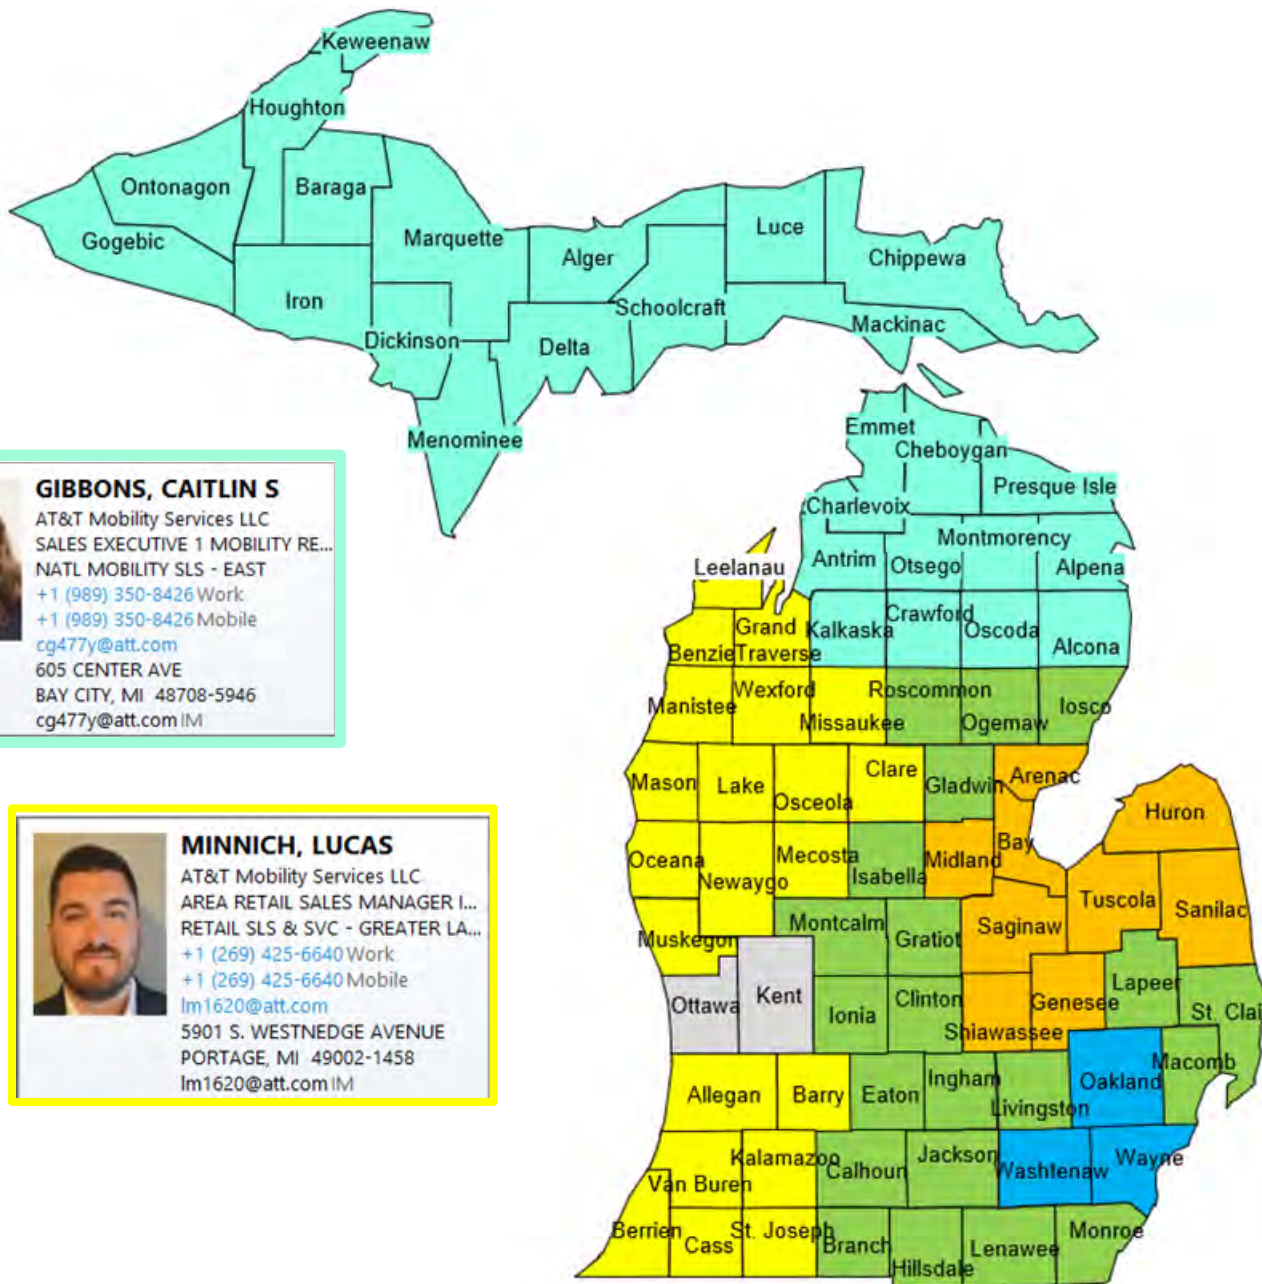 Keweenaw
Houghton
Ontonagon
Baraga
Gogebic
Marquette
Alger
Luce
Chippewa
Iron
Schoolcraft
Dickinson
Delta
Mackinac
Menominee
Emmet
Cheboygan
Presque Isle
Charlevoix
Montmorency
Antrim
Otsego
Alpena
Leelanau
Grand
Traverse
Benzie
Kalkaska
Crawford
Oscoda
Alcona
Manistee
Wexford
Missaukee
Roscommon
Ogemaw
Iosco
Mason
Lake
Osceola
Clare
Gladwin
Arenac
Huron
Oceana
Newaygo
Mecosta
Isabella
Midland
Bay
Tuscola
Sanilac
Muskegon
Montcalm
Gratiot
Saginaw
Ottawa
Kent
Ionia
Clinton
Shiawassee
Genesee
Lapeer
St. Clai
Allegan
Barry
Eaton
Ingham
Livingston
Oakland
Macomb
Van Buren
Kalamazoo
Calhoun
Jackson
Washtenaw
Wayne
Berrien
Cass
St. Joseph
Branch
Hillsdale
Lenawee
Monroe
GIBBONS, CAITLIN S
AT&T Mobility Services LLC
SALES EXECUTIVE 1 MOBILITY RE...
NATL MOBILITY SLS - EAST
+1 (989) 350-8426 Work
+1 (989) 350-8426 Mobile
cg477y@att.com
605 CENTER AVE
BAY CITY, MI 48708-5946
cg477y@att.com IM
MINNICH, LUCAS
AT&T Mobility Services LLC
AREA RETAIL SALES MANAGER I...
RETAIL SLS & SVC - GREATER LA...
+1 (269) 425-6640 Work
+1 (269) 425-6640 Mobile
lm1620@att.com
5901 S. WESTNEDGE AVENUE
PORTAGE, MI 49002-1458
lm1620@att.com IM